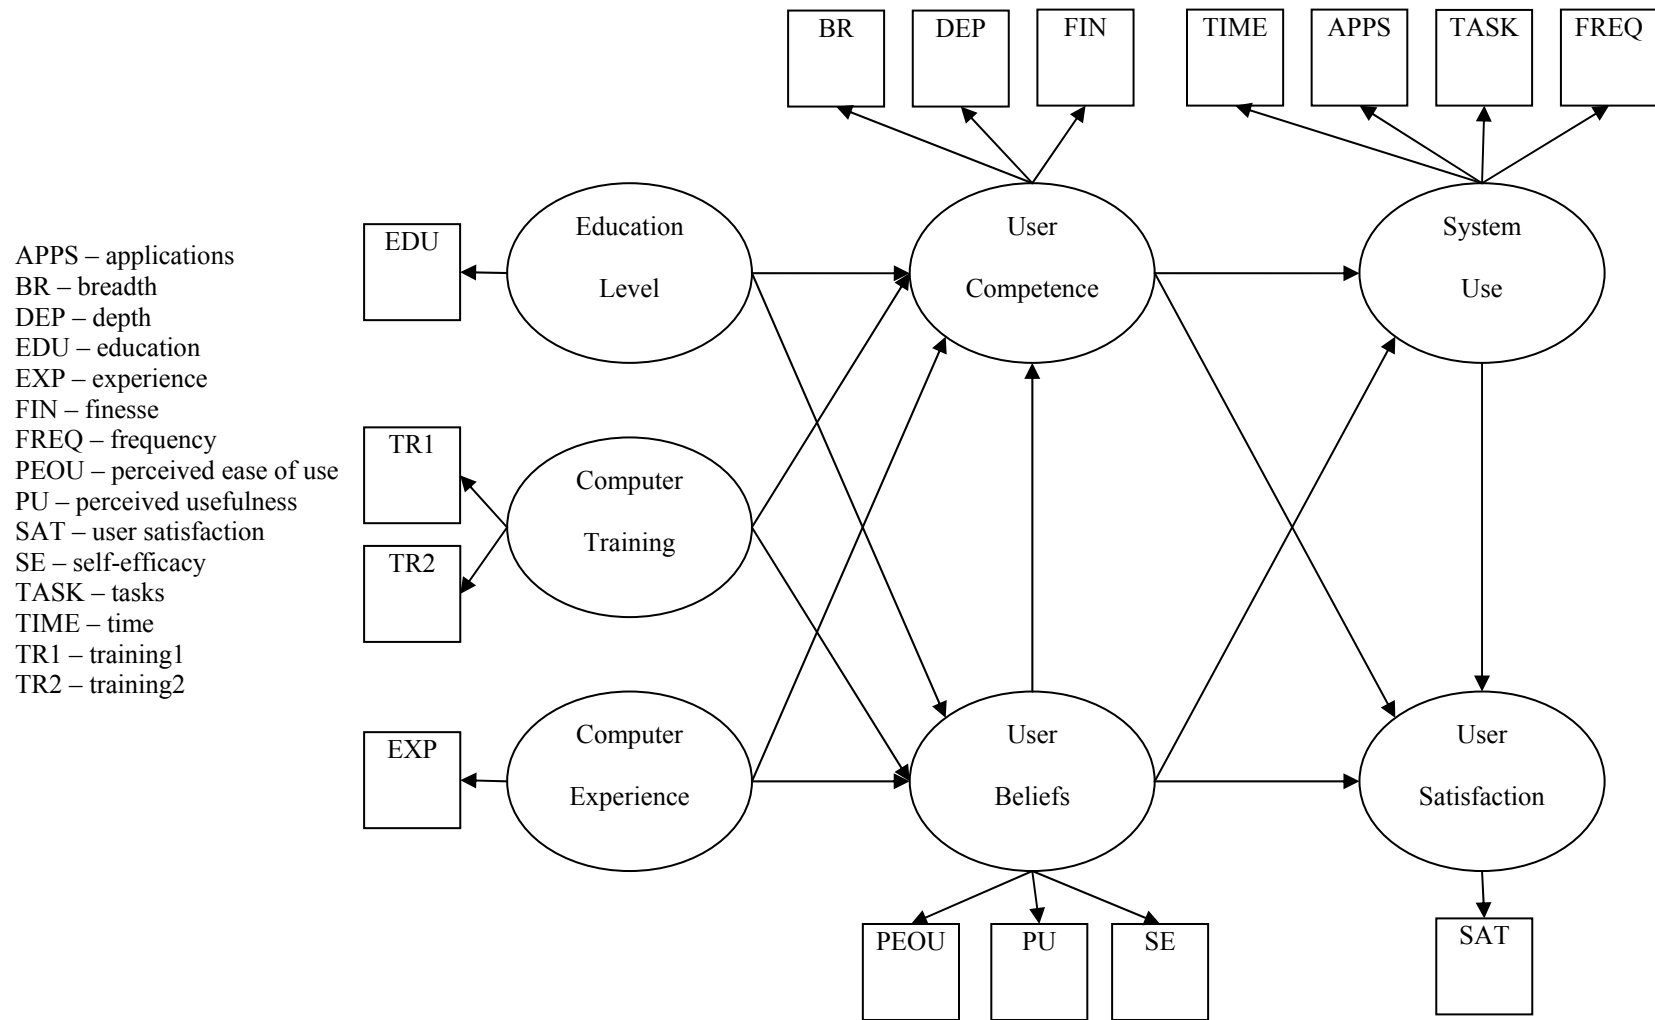 BR
DEP
FIN
TIME
APPS
TASK
FREQ
EDU
Education
Level
User
Competence
System
Use
APPS – applications
BR – breadth
DEP – depth
EDU – education
EXP – experience
FIN – finesse
FREQ – frequency
PEOU – perceived ease of use
PU – perceived usefulness
SAT – user satisfaction
SE – self-efficacy
TASK – tasks
TIME – time
TR1 – training1
TR2 – training2
TR1
TR2
Computer
Training
EXP
Computer
Experience
User
Beliefs
User
Satisfaction
PEOU
PU
SE
SAT